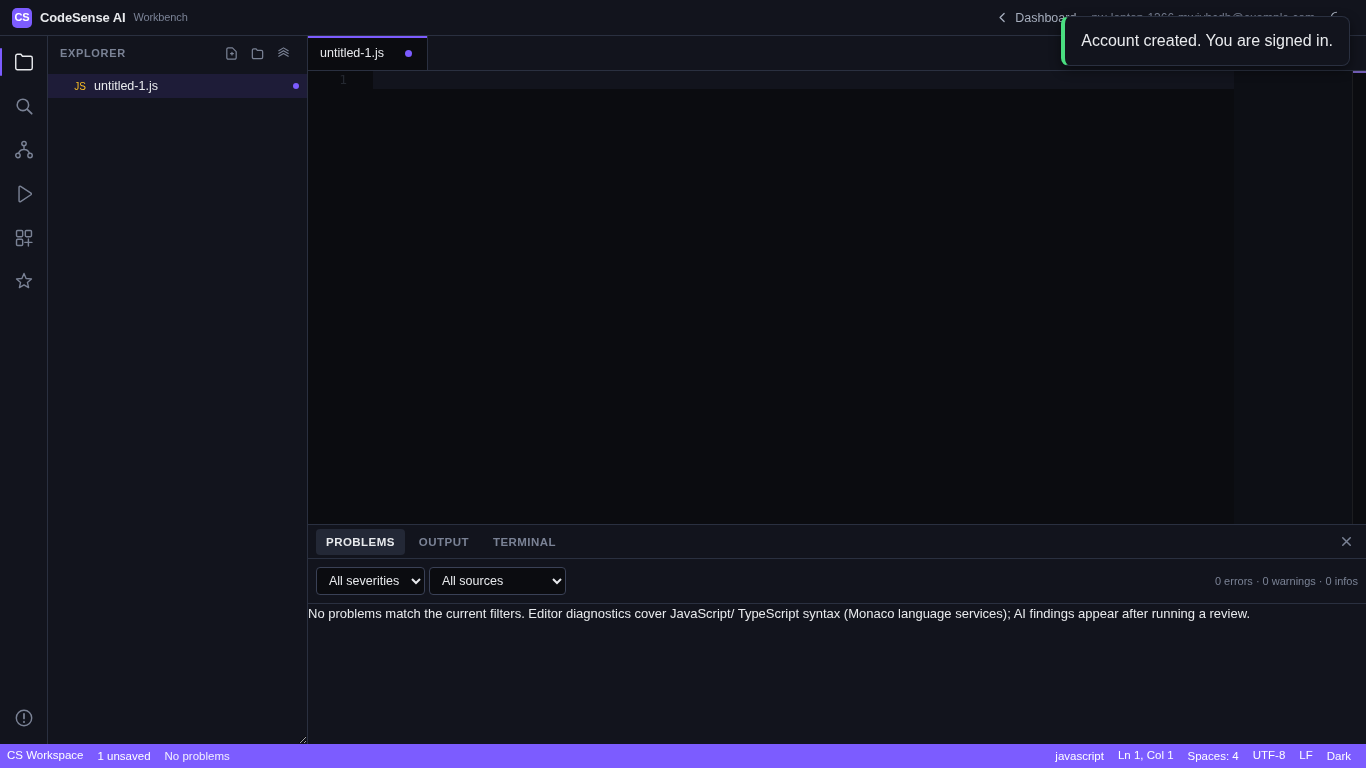 CS CodeSense AI Workbench
Dashboard
Account created. You are signed in.
EXPLORER
untitled-1.js
JS untitled-1.js
1
PROBLEMS OUTPUT TERMINAL
All severities All sources 0 errors · 0 warnings · 0 infos
No problems match the current filters. Editor diagnostics cover JavaScript/ TypeScript syntax (Monaco language services); AI findings appear after running a review.
CS Workspace 1 unsaved No problems javascript Ln 1, Col 1 Spaces: 4 UTF-8 LF Dark